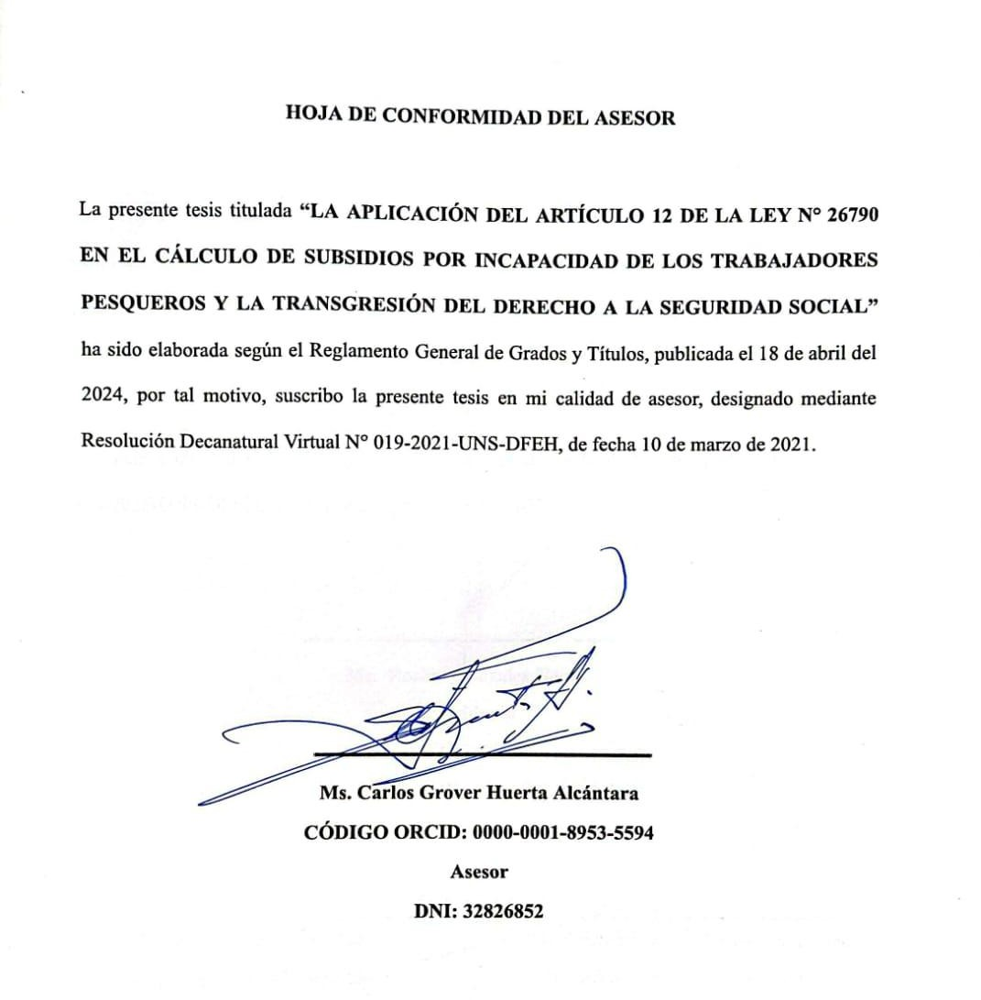 HOJA DE CONFORMIDAD DEL ASESOR
La presente tesis titulada “LA APLICACIÓN DEL ARTÍCULO 12 DE LA LEY N° 26790
EN EL CÁLCULO DE SUBSIDIOS POR INCAPACIDAD DE LOS TRABAJADORES
PESQUEROS Y LA TRANSGRESIÓN DEL DERECHO A LA SEGURIDAD SOCIAL”
ha sido elaborada según el Reglamento General de Grados y Títulos, publicada el 18 de abril del
2024, por tal motivo, suscribo la presente tesis en mi calidad de asesor, designado mediante
Resolución Decanatural Virtual N° 019-2021-UNS-DFEH, de fecha 10 de marzo de 2021.
Ms. Carlos Grover Huerta Alcántara
CÓDIGO ORCID: 0000-0001-8953-5594
Asesor
DNI: 32826852